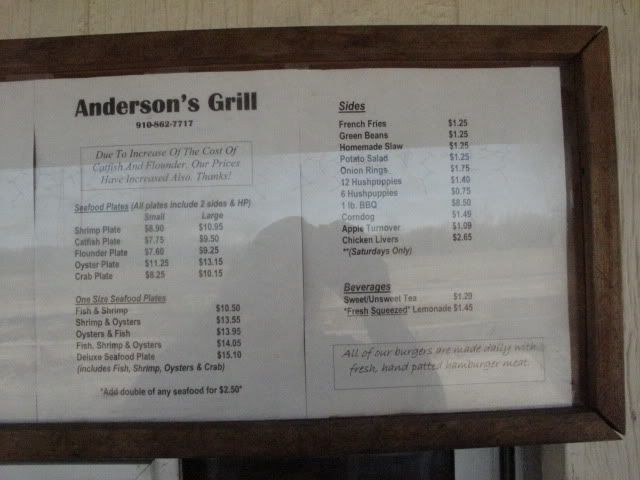 Anderson's Grill
910-862-7717
Due To Increase Of The Cost Of
Catfish And Flounder, Our Prices
Have Increased Also. Thanks!
Seafood Plates (All plates include 2 sides & HP)
Small Large
Shrimp Plate $8.90 $10.95
Catfish Plate $7.75 $9.50
Flounder Plate $7.60 $9.25
Oyster Plate $11.25 $13.15
Crab Plate $8.25 $10.15
One Size Seafood Plates
Fish & Shrimp $10.50
Shrimp & Oysters $13.55
Oysters & Fish $13.95
Fish, Shrimp & Oysters $14.05
Deluxe Seafood Plate $15.10
(includes Fish, Shrimp, Oysters & Crab)
*Add double of any seafood for $2.50*
Sides
French Fries $1.25
Green Beans $1.25
Homemade Slaw $1.25
Potato Salad $1.25
Onion Rings $1.75
12 Hushpuppies $1.40
6 Hushpuppies $0.75
1 lb. BBQ $8.50
Corndog $1.49
Apple Turnover $1.09
Chicken Livers $2.65
**(Saturdays Only)
Beverages
Sweet/Unsweet Tea $1.29
*Fresh Squeezed* Lemonade $1.45
All of our burgers are made daily with
fresh, hand patted hamburger meat.